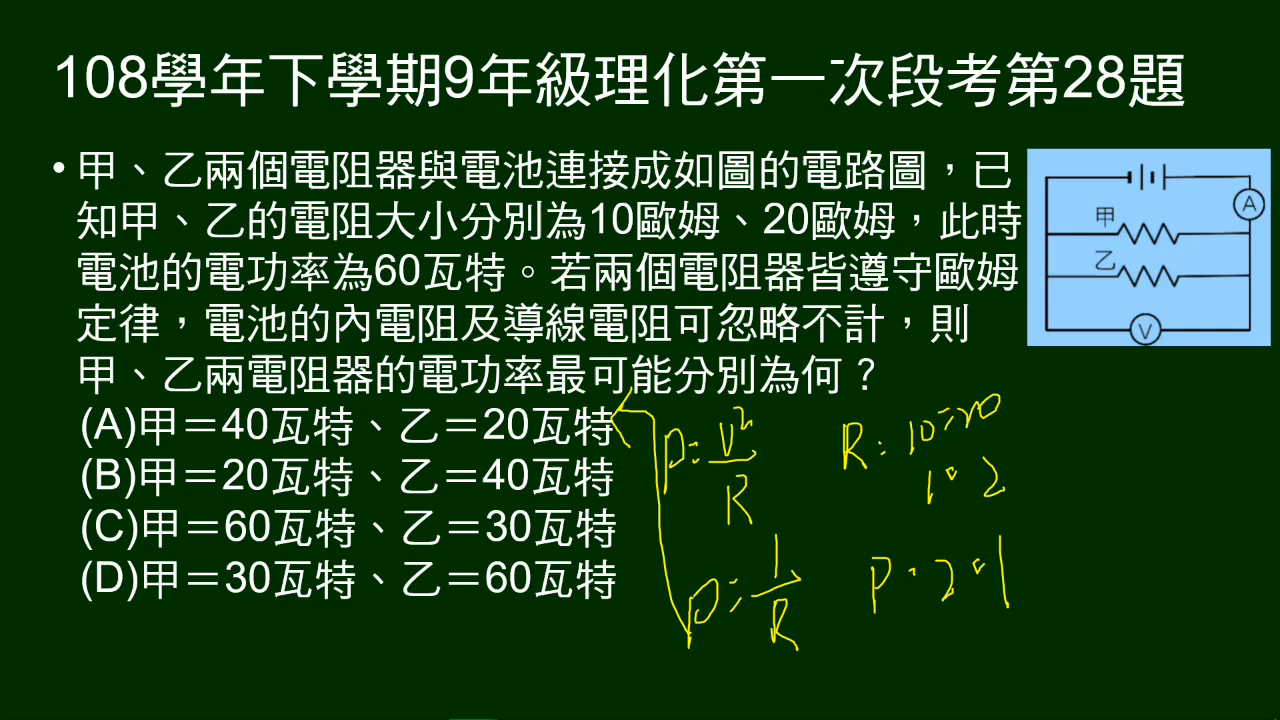 108學年下學期9年級理化第一次段考第28題
• 甲、乙兩個電阻器與電池連接成如圖的電路圖，已
知甲、乙的電阻大小分別為10歐姆、20歐姆，此時
電池的電功率為60瓦特。若兩個電阻器皆遵守歐姆
定律，電池的內電阻及導線電阻可忽略不計，則
甲、乙兩電阻器的電功率最可能分別為何？
(A)甲＝40瓦特、乙＝20瓦特
(B)甲＝20瓦特、乙＝40瓦特
(C)甲＝60瓦特、乙＝30瓦特
(D)甲＝30瓦特、乙＝60瓦特
A
甲
乙
V
P=V²/R
R:10:20
1:2
P:1/R
P:2:1